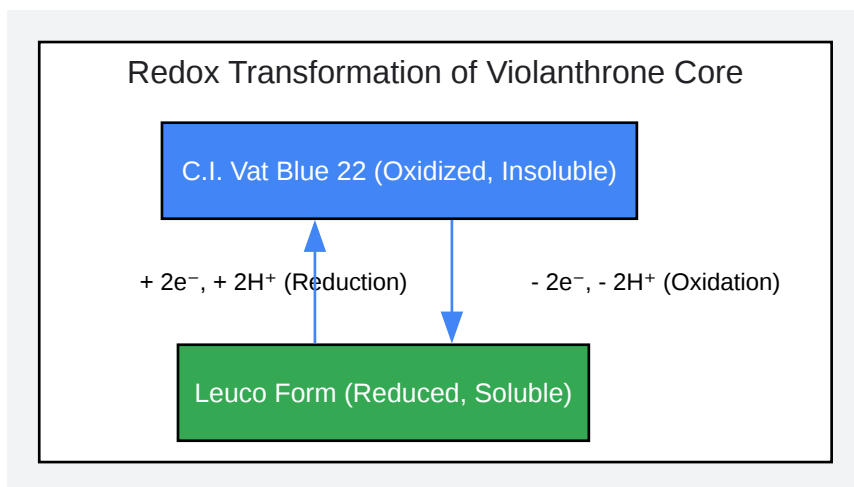 Redox Transformation of Violanthrone Core
C.I. Vat Blue 22 (Oxidized, Insoluble)
+ 2e⁻, + 2H⁺ (Reduction)
- 2e⁻, - 2H⁺ (Oxidation)
Leuco Form (Reduced, Soluble)